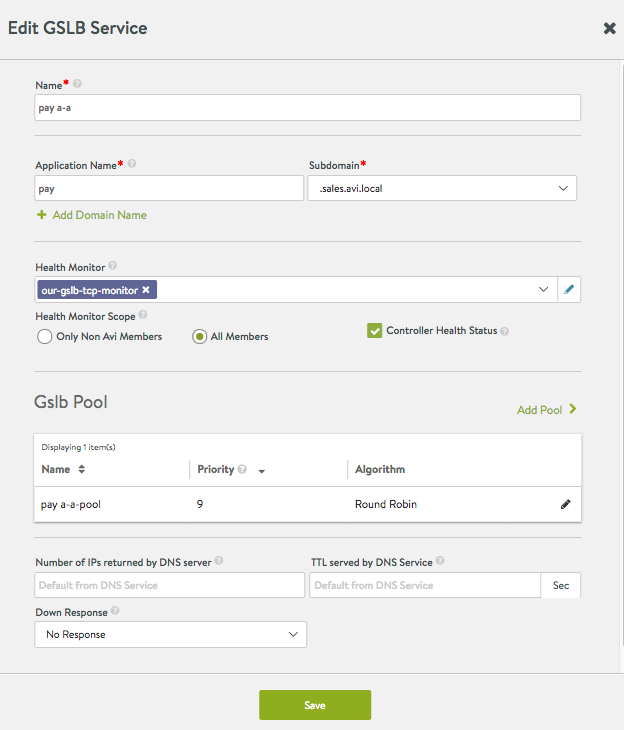 Edit GSLB Service ✖
Name* ?
pay a-a
Application Name* ? Subdomain*
pay .sales.avi.local
+ Add Domain Name
Health Monitor ?
our-gslb-tcp-monitor ✖
Health Monitor Scope ?
Only Non Avi Members All Members Controller Health Status ?
Gslb Pool
Add Pool
Displaying 1 item(s)
Name Priority ? Algorithm
pay a-a-pool 9 Round Robin
Number of IPs returned by DNS server ? TTL served by DNS Service ?
Default from DNS Service Default from DNS Service Sec
Down Response ?
No Response
Save